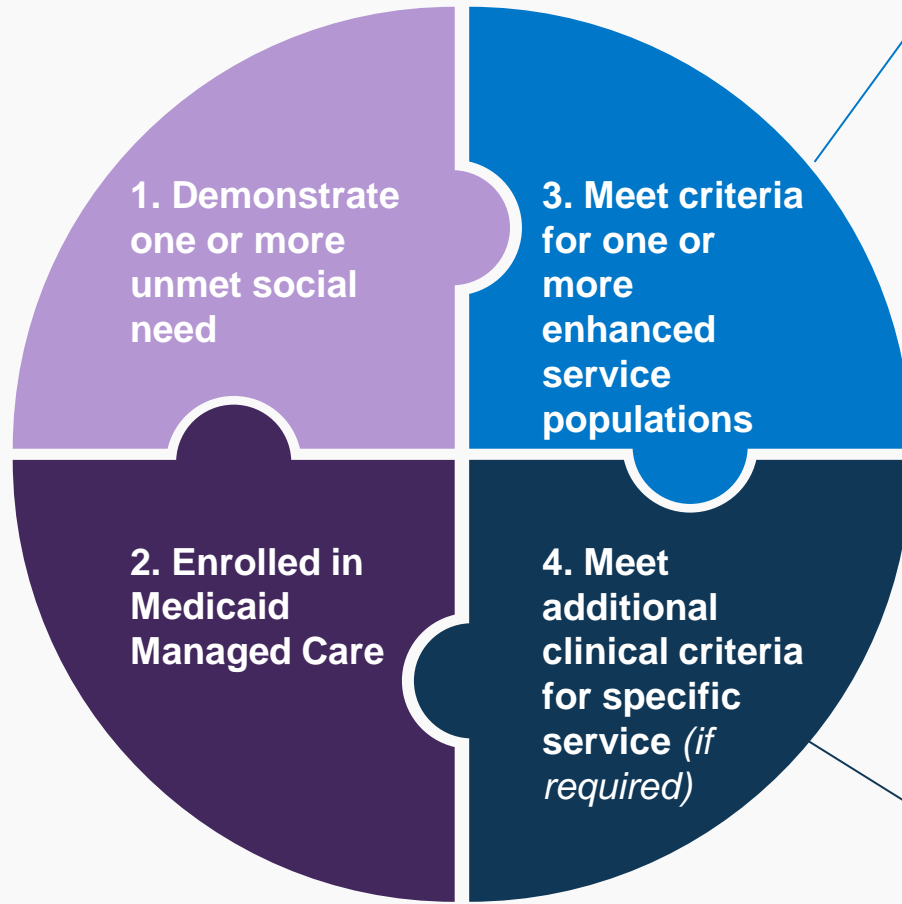 1. Demonstrate
one or more
unmet social
need
2. Enrolled in
Medicaid
Managed Care
3. Meet criteria
for one or
more
enhanced
service
populations
4. Meet
additional
clinical criteria
for specific
service (if
required)